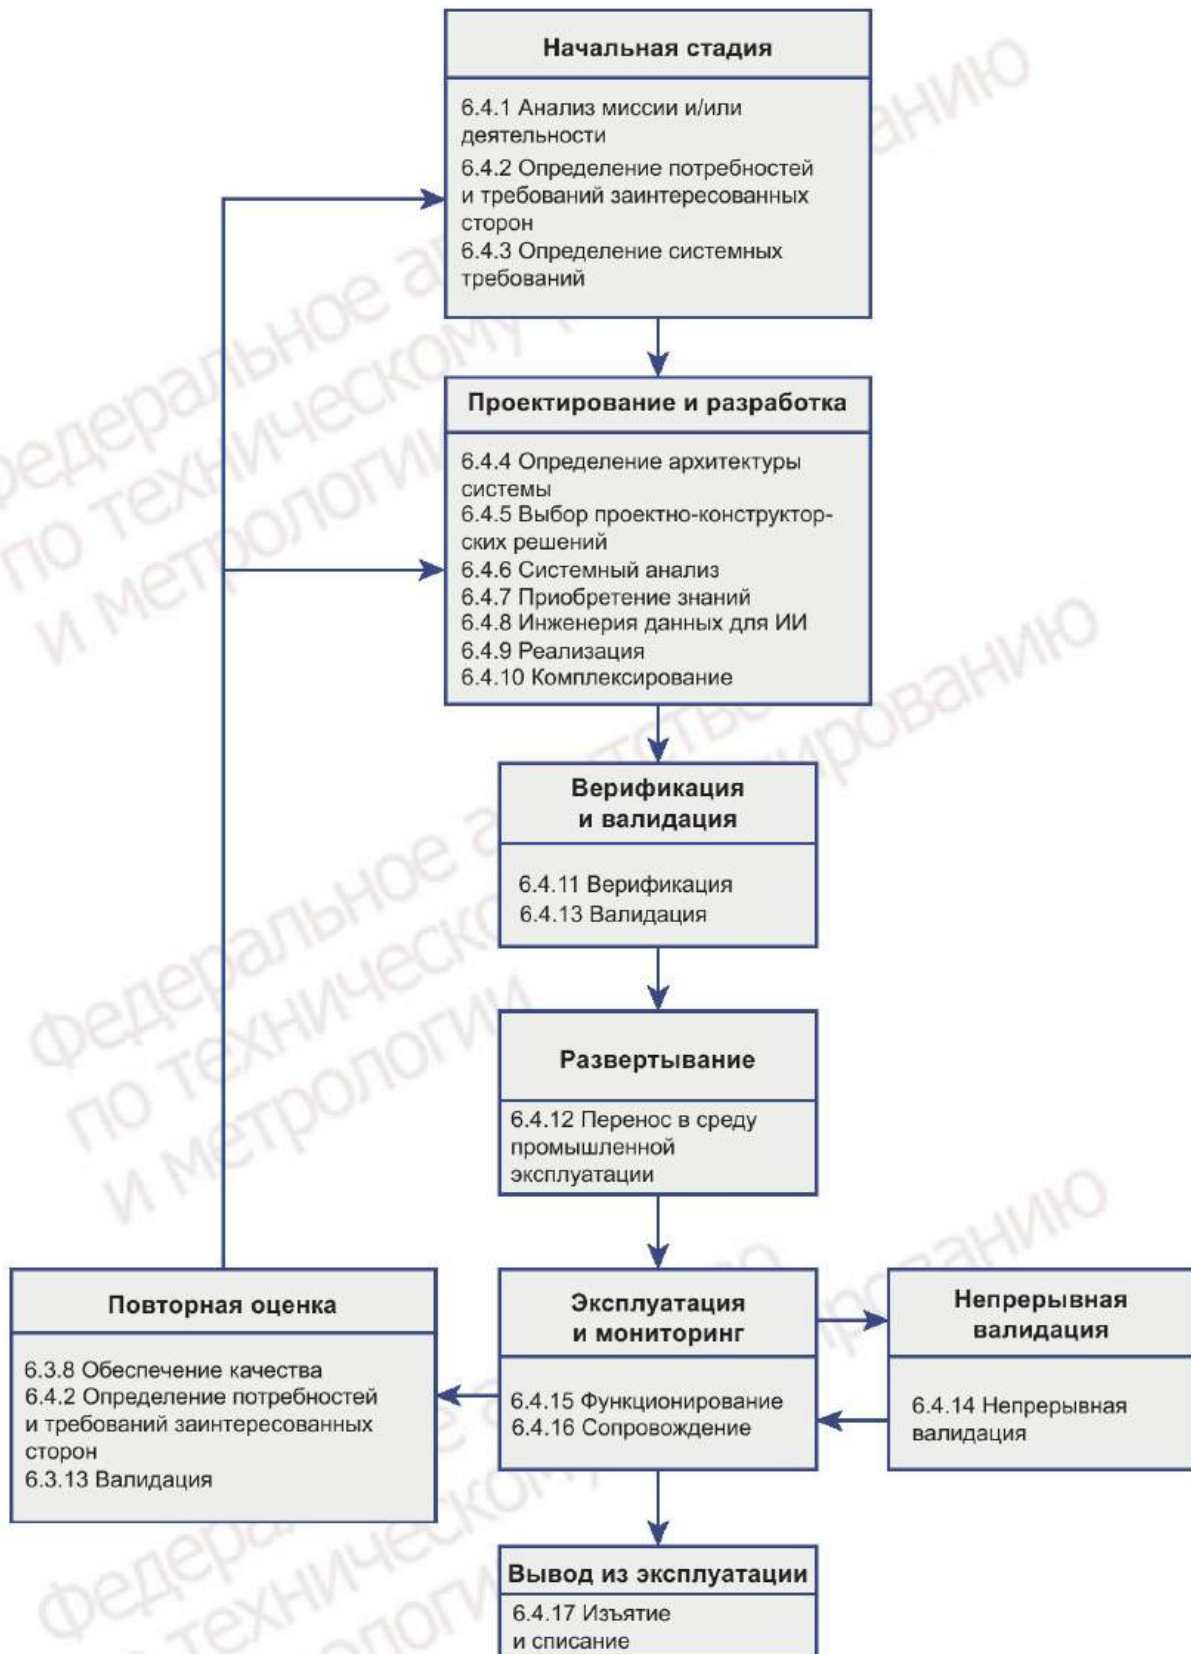 Начальная стадия
6.4.1 Анализ миссии и/или
деятельности
6.4.2 Определение потребностей
и требований заинтересованных
сторон
6.4.3 Определение системных
требований
Проектирование и разработка
6.4.4 Определение архитектуры
системы
6.4.5 Выбор проектно-конструктор-
ских решений
6.4.6 Системный анализ
6.4.7 Приобретение знаний
6.4.8 Инженерия данных для ИИ
6.4.9 Реализация
6.4.10 Комплексирование
Верификация
и валидация
6.4.11 Верификация
6.4.13 Валидация
Развертывание
6.4.12 Перенос в среду
промышленной
эксплуатации
Повторная оценка
6.3.8 Обеспечение качества
6.4.2 Определение потребностей
и требований заинтересованных
сторон
6.3.13 Валидация
Эксплуатация
и мониторинг
6.4.15 Функционирование
6.4.16 Сопровождение
Непрерывная
валидация
6.4.14 Непрерывная
валидация
Вывод из эксплуатации
6.4.17 Изъятие
и списание